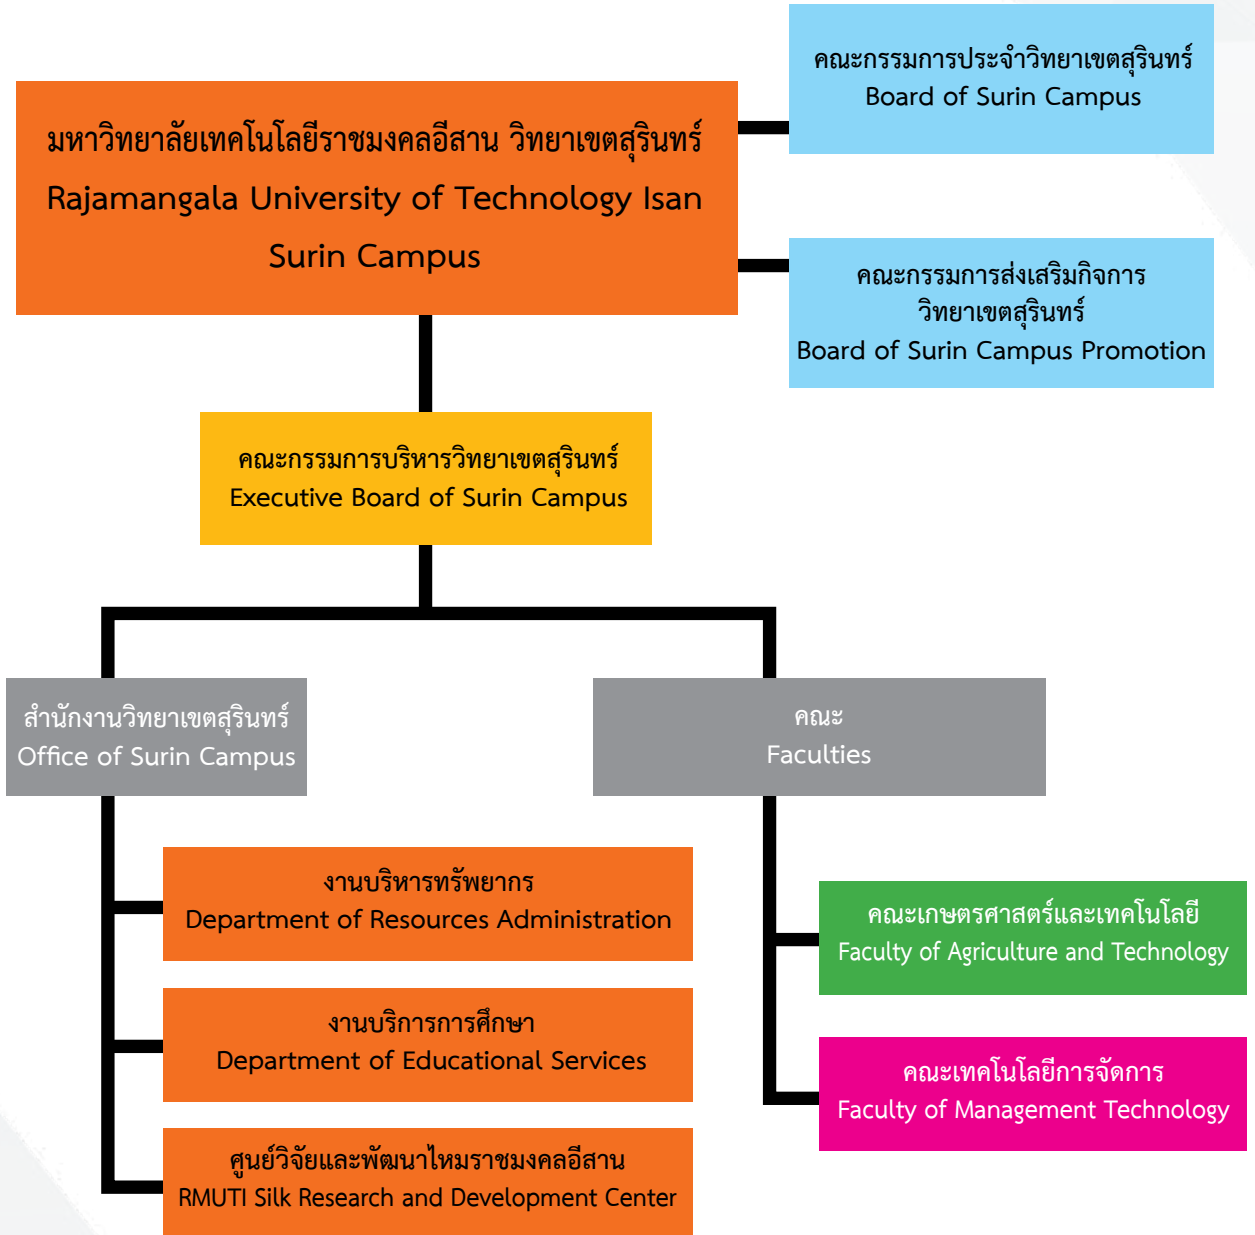 คณะกรรมการประจำวิทยาเขตสุรินทร์
Board of Surin Campus
มหาวิทยาลัยเทคโนโลยีราชมงคลอีสาน วิทยาเขตสุรินทร์
Rajamangala University of Technology Isan
Surin Campus
คณะกรรมการส่งเสริมกิจการ
วิทยาเขตสุรินทร์
Board of Surin Campus Promotion
คณะกรรมการบริหารวิทยาเขตสุรินทร์
Executive Board of Surin Campus
สำนักงานวิทยาเขตสุรินทร์
Office of Surin Campus
คณะ
Faculties
งานบริหารทรัพยากร
Department of Resources Administration
งานบริการการศึกษา
Department of Educational Services
ศูนย์วิจัยและพัฒนาไหมราชมงคลอีสาน
RMUTI Silk Research and Development Center
คณะเกษตรศาสตร์และเทคโนโลยี
Faculty of Agriculture and Technology
คณะเทคโนโลยีการจัดการ
Faculty of Management Technology